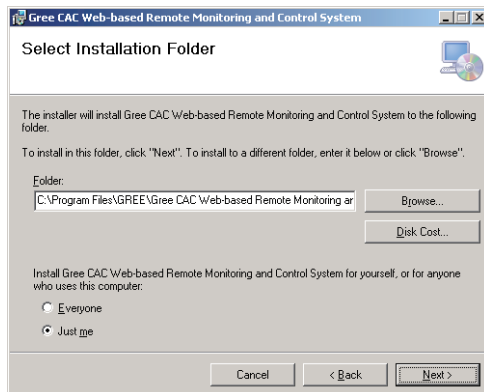 Gree CAC Web-based Remote Monitoring and Control System
Select Installation Folder
The installer will install Gree CAC Web-based Remote Monitoring and Control System to the following
folder.
To install in this folder, click "Next". To install to a different folder, enter it below or click "Browse".
Folder:
C:\Program Files\GREE\Gree CAC Web-based Remote Monitoring ar
Browse...
Disk Cost...
Install Gree CAC Web-based Remote Monitoring and Control System for yourself, or for anyone
who uses this computer:
Everyone
Just me
Cancel
< Back
Next >